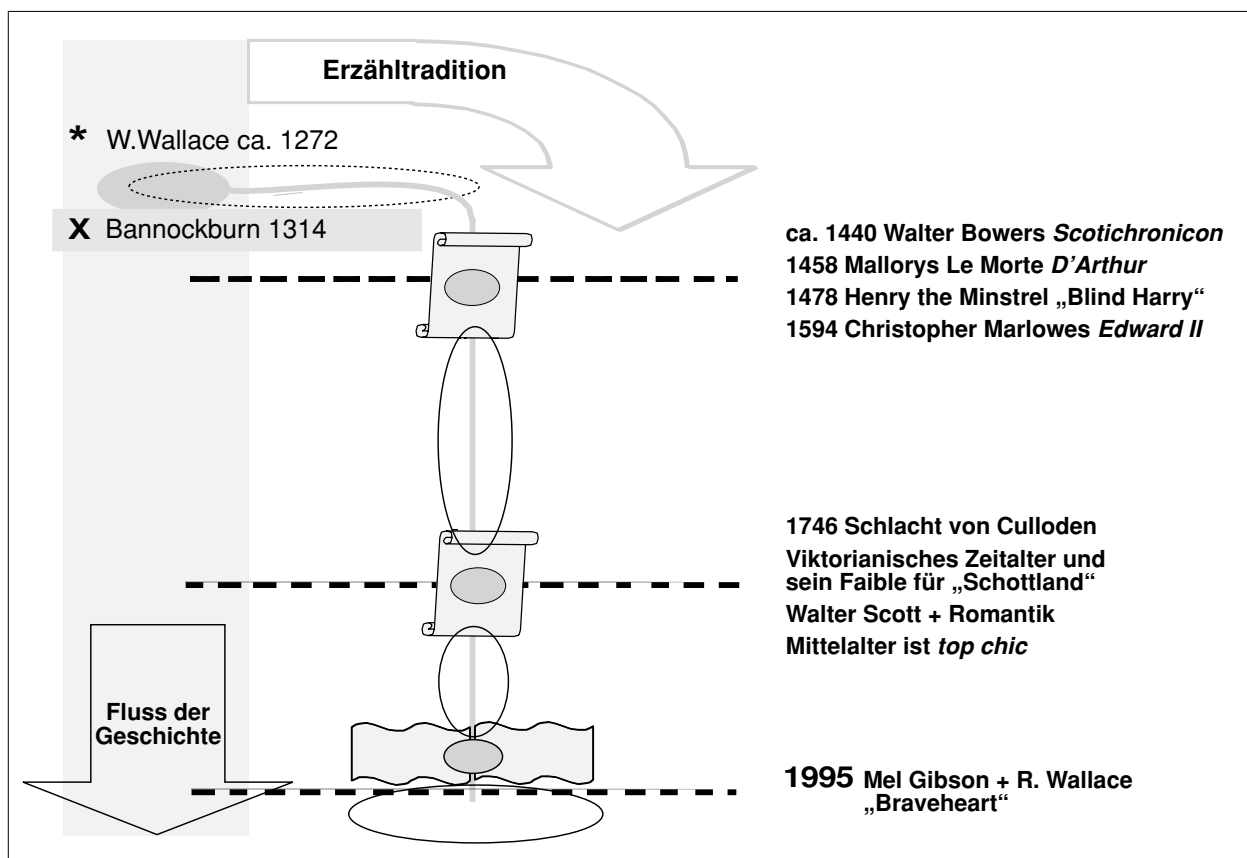 Erzähltradition
* W.Wallace ca. 1272
X Bannockburn 1314
ca. 1440 Walter Bowers Scotichronicon
1458 Mallorys Le Morte D’Arthur
1478 Henry the Minstrel „Blind Harry“
1594 Christopher Marlowes Edward II
1746 Schlacht von Culloden
Viktorianisches Zeitalter und
sein Faible für „Schottland“
Walter Scott + Romantik
Mittelalter ist top chic
Fluss der
Geschichte
1995 Mel Gibson + R. Wallace
„Braveheart“